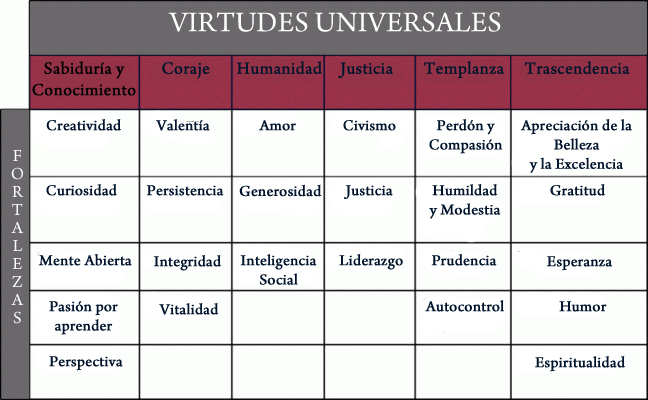 VIRTUDES UNIVERSALES
Sabiduría y
Conocimiento
Coraje
Humanidad
Justicia
Templanza
Trascendencia
FORTALEZAS
Creatividad
Valentía
Amor
Civismo
Perdón y
Compasión
Apreciación de la
Belleza
y la Excelencia
Curiosidad
Persistencia
Generosidad
Justicia
Humildad
y Modestia
Gratitud
Mente Abierta
Integridad
Inteligencia
Social
Liderazgo
Prudencia
Esperanza
Pasión por
aprender
Vitalidad
Autocontrol
Humor
Perspectiva
Espiritualidad